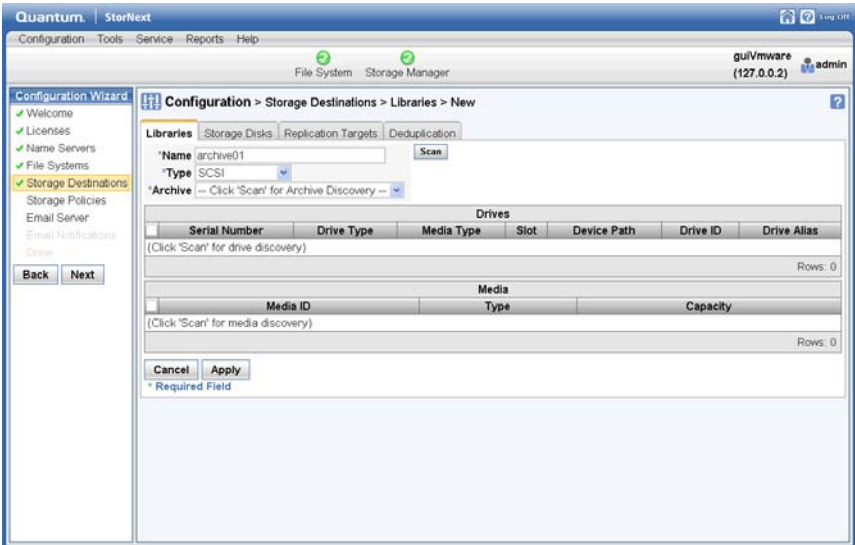 Quantum. StorNext
Log Off
Configuration Tools Service Reports Help
File System Storage Manager
guiVmware
(127.0.0.2)
admin
Configuration Wizard
Welcome
Licenses
Name Servers
File Systems
Storage Destinations
Storage Policies
Email Server
Email Notifications
Done
Back Next
Configuration > Storage Destinations > Libraries > New
?
Libraries Storage Disks Replication Targets Deduplication
*Name archive01
Scan
*Type SCSI
*Archive -- Click 'Scan' for Archive Discovery --
Drives
Serial Number Drive Type Media Type Slot Device Path Drive ID Drive Alias
(Click 'Scan' for drive discovery)
Rows: 0
Media
Media ID Type Capacity
(Click 'Scan' for media discovery)
Rows: 0
Cancel Apply
* Required Field